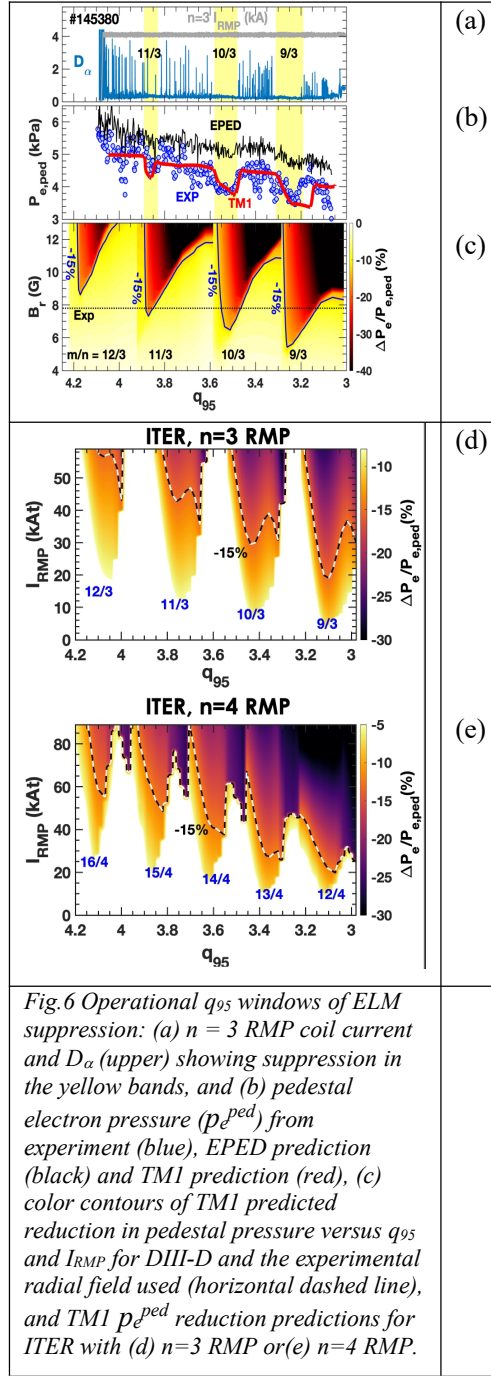 #145380
n=3 I_RMP (kA)
(a)
4
2
0
D_α
11/3
10/3
9/3
(b)
P_e,ped (kPa)
6
5
4
3
EPED
EXP
TM1
(c)
B_r (G)
12
10
8
6
4
-15%
-15%
-15%
-15%
Exp
m/n = 12/3
11/3
10/3
9/3
4
3.8
3.6
3.4
3.2
3
q_95
0
-10
-20
-30
-40
ΔP_e/P_e,ped (%)
ITER, n=3 RMP
(d)
I_RMP (kAt)
50
40
30
20
10
0
-15%
12/3
11/3
10/3
9/3
4.2
4
3.8
3.6
3.4
3.2
3
q_95
-10
-15
-20
-25
-30
ΔP_e/P_e,ped(%)
ITER, n=4 RMP
(e)
I_RMP (kAt)
80
60
40
20
0
-15%
16/4
15/4
14/4
13/4
12/4
4.2
4
3.8
3.6
3.4
3.2
3
q_95
-5
-10
-15
-20
-25
-30
ΔP_e/P_e,ped(%)
Fig.6 Operational q95 windows of ELM
suppression: (a) n = 3 RMP coil current
and Dα (upper) showing suppression in
the yellow bands, and (b) pedestal
electron pressure (p_e^ped) from
experiment (blue), EPED prediction
(black) and TM1 prediction (red), (c)
color contours of TM1 predicted
reduction in pedestal pressure versus q95
and IRMP for DIII-D and the experimental
radial field used (horizontal dashed line),
and TM1 p_e^ped reduction predictions for
ITER with (d) n=3 RMP or(e) n=4 RMP.